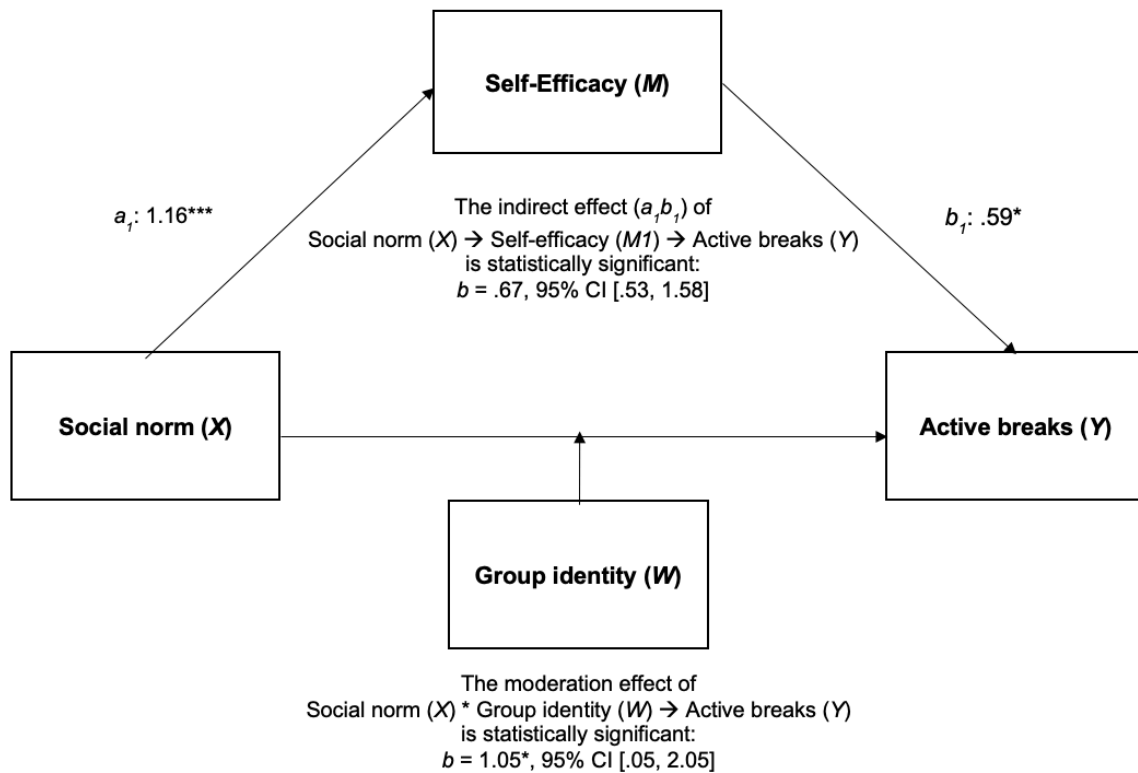 Self-Efficacy (M)
a1: 1.16***
The indirect effect (a1b1) of
Social norm (X) → Self-efficacy (M1) → Active breaks (Y)
is statistically significant:
b = .67, 95% CI [.53, 1.58]
b1: .59*
Social norm (X)
Active breaks (Y)
Group identity (W)
The moderation effect of
Social norm (X) * Group identity (W) → Active breaks (Y)
is statistically significant:
b = 1.05*, 95% CI [.05, 2.05]